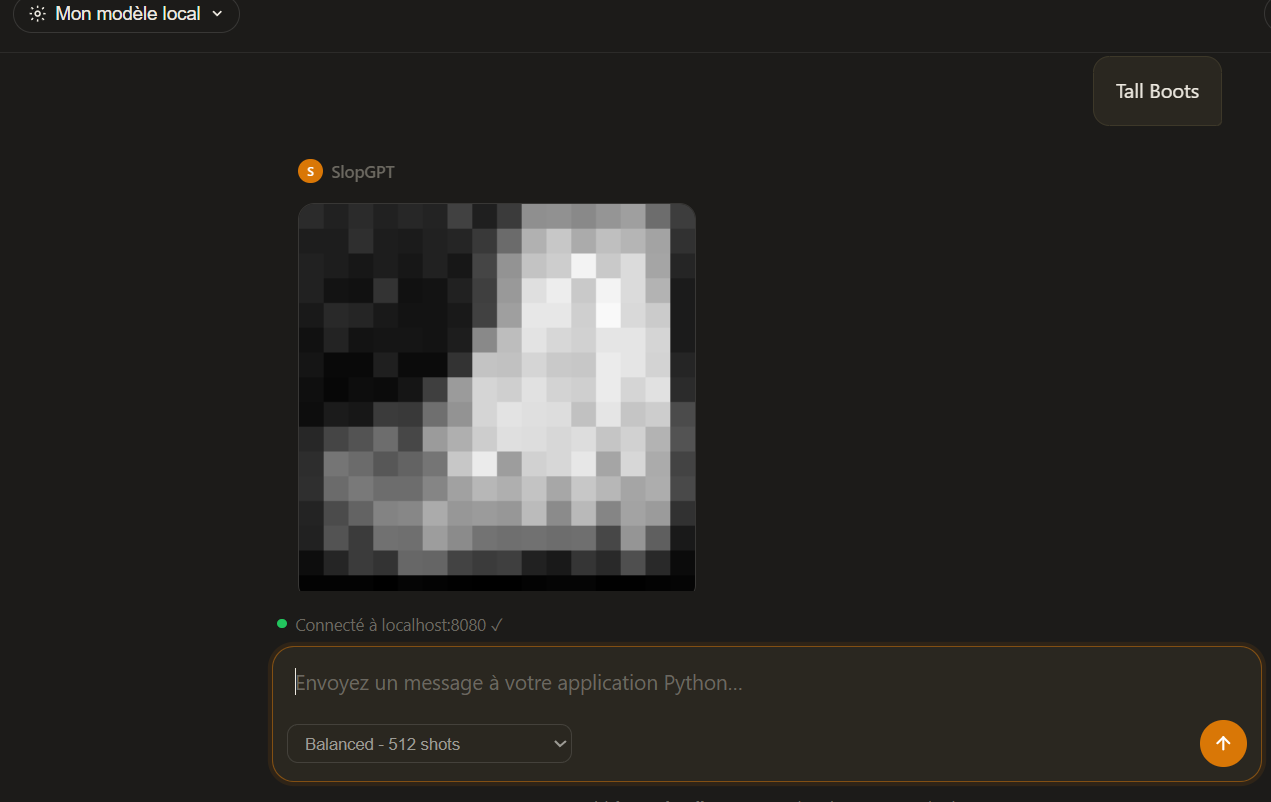 Mon modèle local
Tall Boots
S SlopGPT
Connecté à localhost:8080 ✓
Envoyez un message à votre application Python...
Balanced - 512 shots